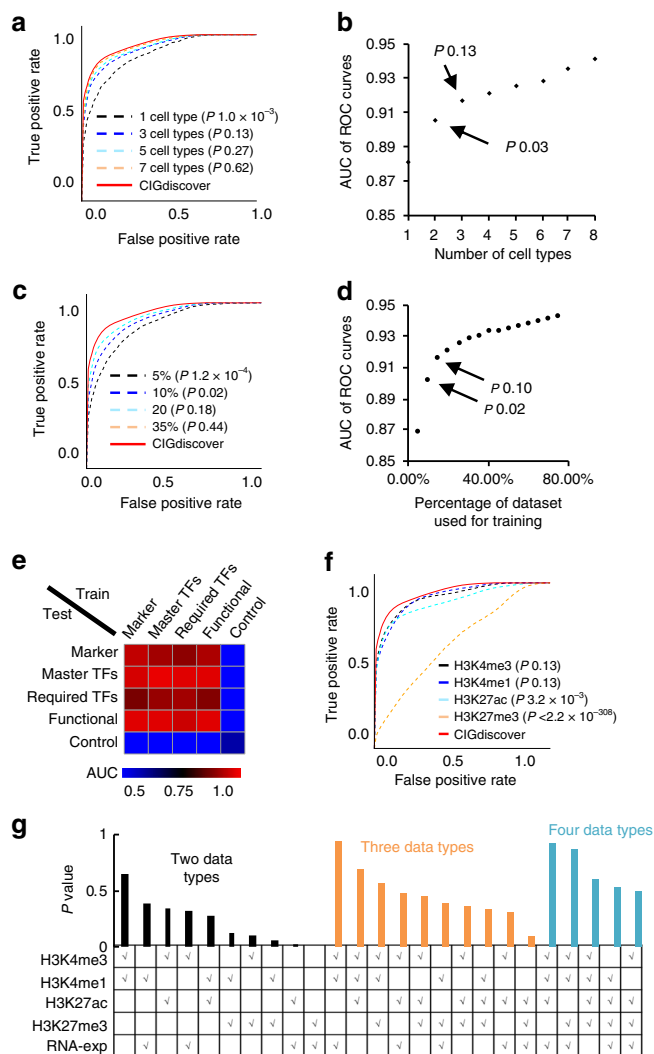 a
True positive rate
1.0
0.5
0.0
1 cell type (P 1.0 × 10⁻³)
3 cell types (P 0.13)
5 cell types (P 0.27)
7 cell types (P 0.62)
CIGdiscover
0.0 0.5 1.0
False positive rate
b
AUC of ROC curves
0.95
0.93
0.91
0.89
0.87
0.85
P 0.13
P 0.03
1 2 3 4 5 6 7 8
Number of cell types
c
True positive rate
1.0
0.5
0.0
5% (P 1.2 × 10⁻⁴)
10% (P 0.02)
20 (P 0.18)
35% (P 0.44)
CIGdiscover
0.0 0.5 1.0
False positive rate
d
AUC of ROC curves
0.95
0.93
0.91
0.89
0.87
0.85
P 0.10
P 0.02
0.00% 40.00% 80.00%
Percentage of dataset
used for training
e
Train
Test
Marker
Master TFs
Required TFs
Functional
Control
Marker
Master TFs
Required TFs
Functional
Control
AUC
0.5 0.75 1.0
f
True positive rate
1.0
0.5
0.0
H3K4me3 (P 0.13)
H3K4me1 (P 0.13)
H3K27ac (P 3.2 × 10⁻³)
H3K27me3 (P <2.2 × 10⁻³⁰⁸)
CIGdiscover
0.0 0.5 1.0
False positive rate
g
P value
1
0.5
0
Two data
types
Three data types
Four data types
H3K4me3
H3K4me1
H3K27ac
H3K27me3
RNA-exp